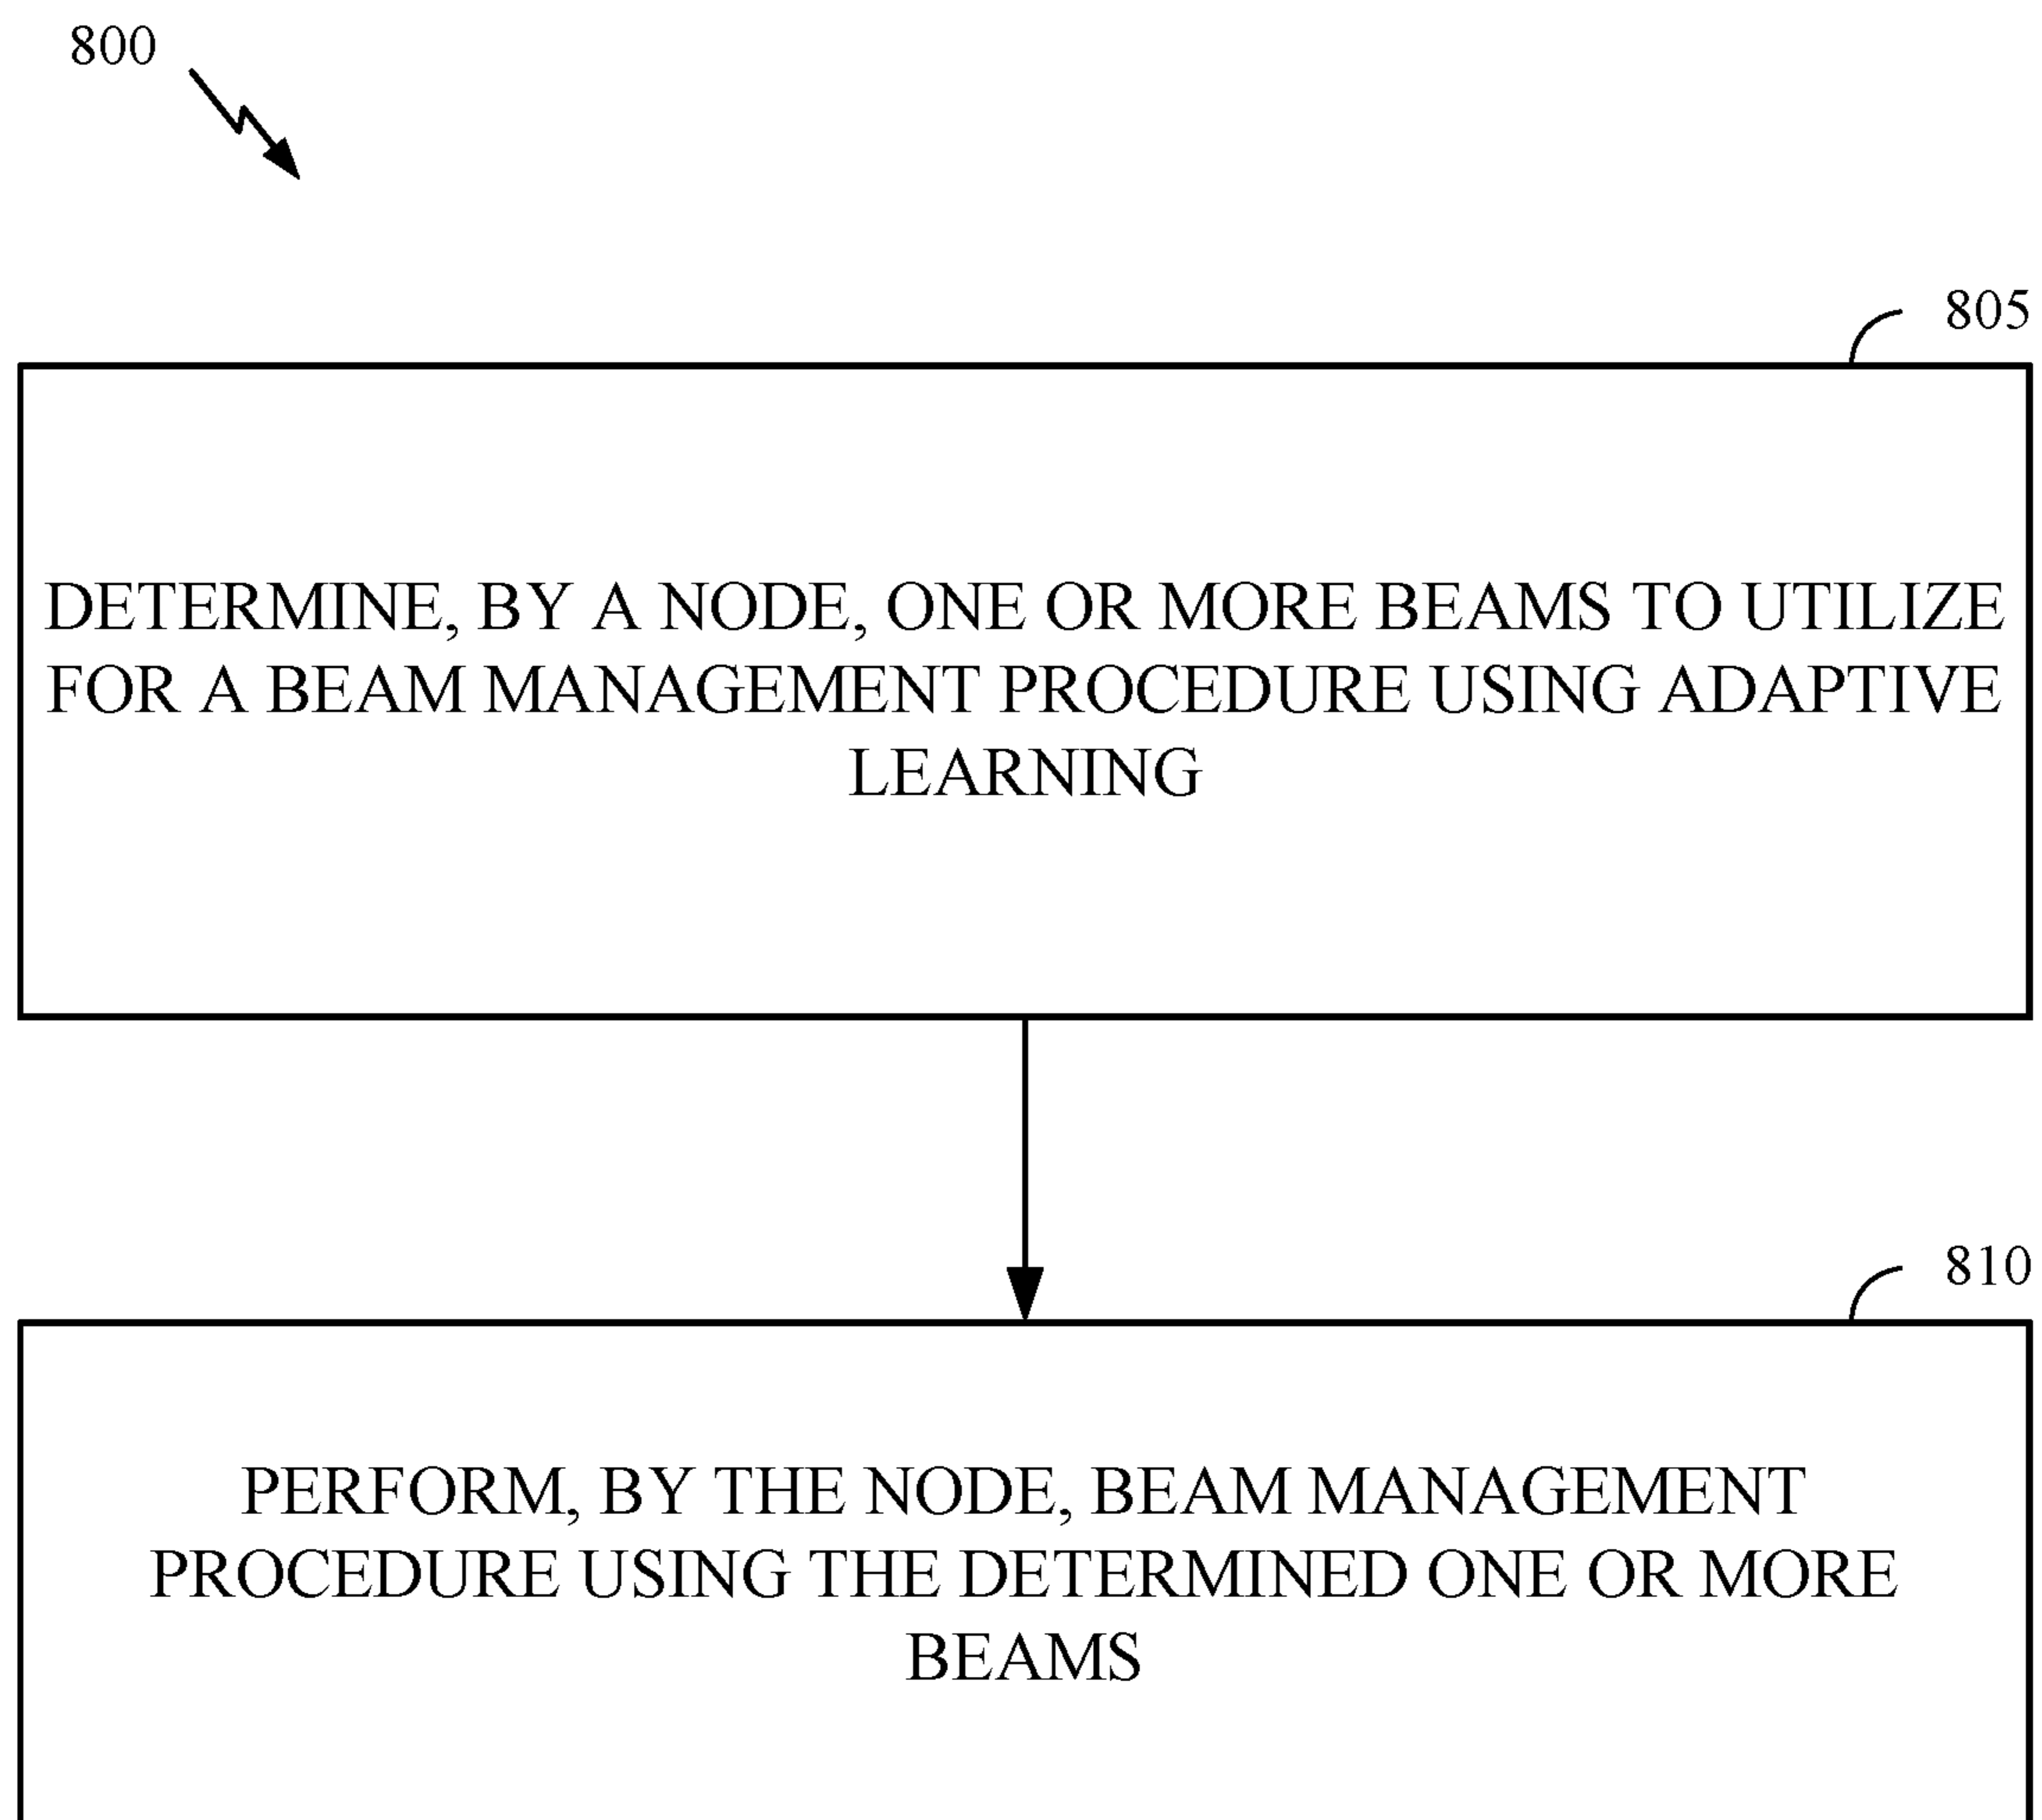 800
805
DETERMINE, BY A NODE, ONE OR MORE BEAMS TO UTILIZE
FOR A BEAM MANAGEMENT PROCEDURE USING ADAPTIVE
LEARNING
810
PERFORM, BY THE NODE, BEAM MANAGEMENT
PROCEDURE USING THE DETERMINED ONE OR MORE
BEAMS